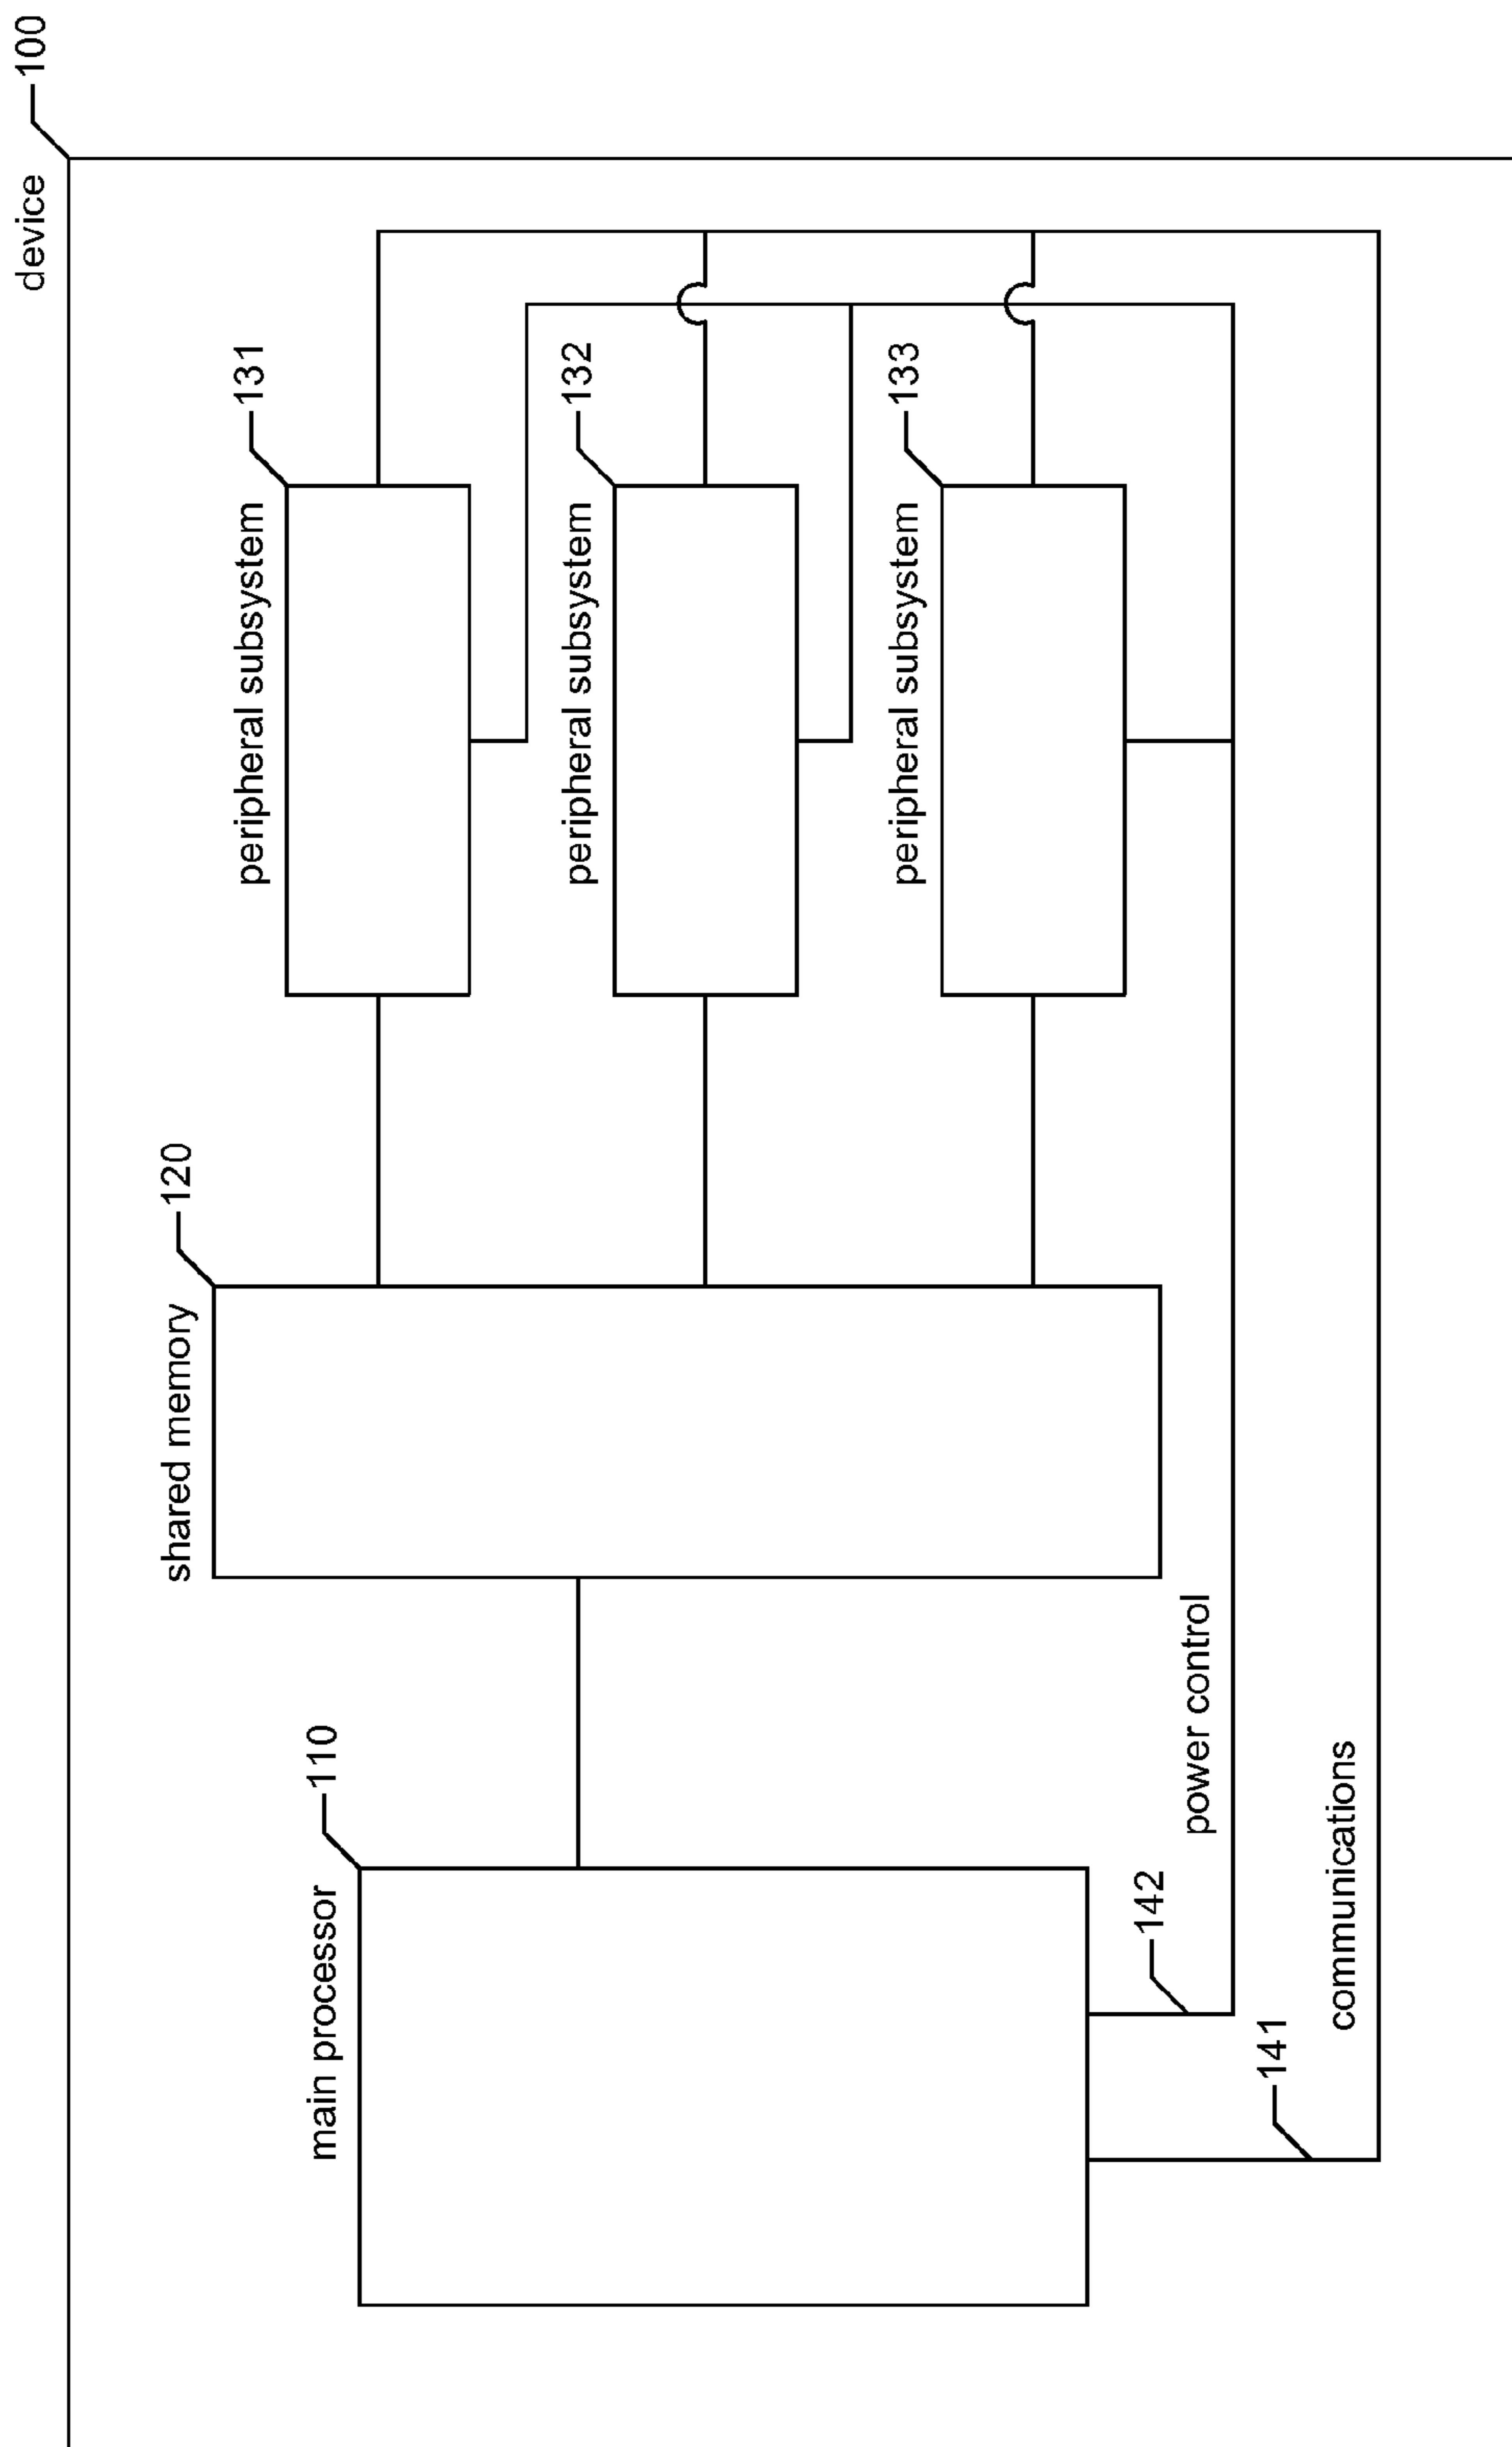 device
100
main processor
110
shared memory
120
peripheral subsystem
131
peripheral subsystem
132
peripheral subsystem
133
142
power control
141
communications